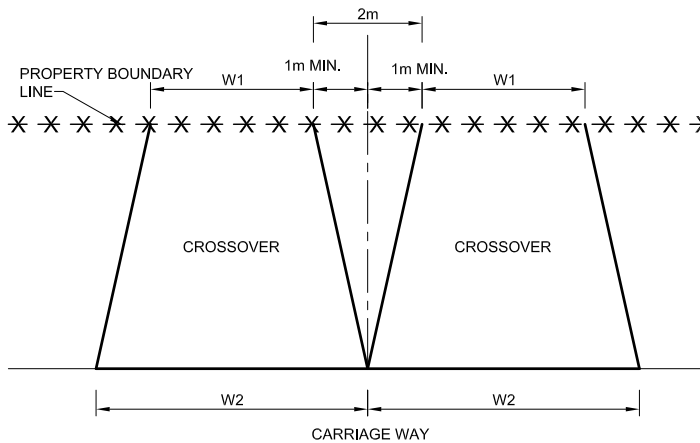 2m
1m MIN.
1m MIN.
PROPERTY BOUNDARY
LINE
W1
W1
CROSSOVER
CROSSOVER
W2
W2
CARRIAGE WAY